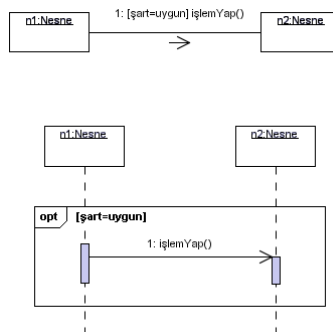 1: [şart=uygun] işlemYap()
n1:Nesne
n2:Nesne
n1:Nesne
n2:Nesne
opt [şart=uygun]
1: işlemYap()